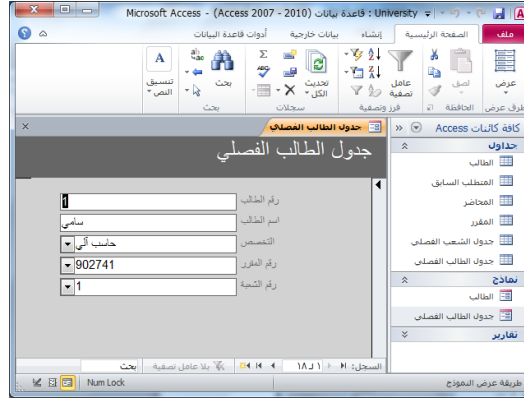 University : قاعدة بيانات (Access 2007 - 2010) - Microsoft Access
ملف
الصفحة الرئيسية
إنشاء
بيانات خارجية
أدوات قاعدة البيانات
عرض
لصق
عامل تصفية
تحديث الكل
بحث
تنسيق النص
طرق عرض
الحافظة
فرز وتصفية
سجلات
بحث
كافة كائنات Access
جداول
الطالب
المتطلب السابق
المحاضر
المقرر
جدول الشعب الفصلي
جدول الطالب الفصلي
نماذج
الطالب
جدول الطالب الفصلي
تقارير
جدول الطالب الفصلي
جدول الطالب الفصلي
رقم الطالب 1
اسم الطالب سامي
التخصص حاسب آلي
رقم المقرر 902741
رقم الشعبة 1
السجل: ١ لـ ١٨ بلا عامل تصفية بحث
طريقة عرض النموذج
Num Lock